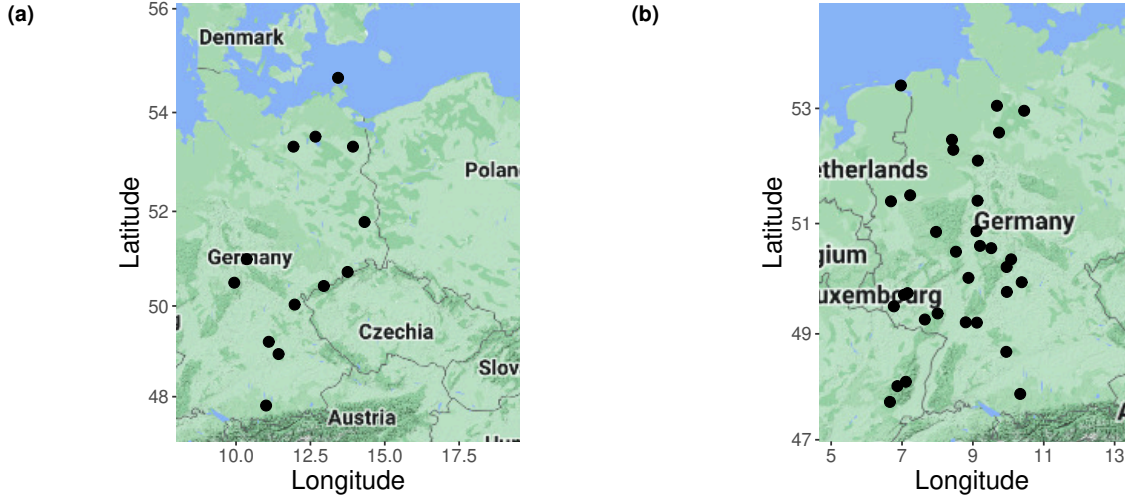 (a)
56
54
52
50
48
Latitude
Denmark
Polan
Germany
Czechia
Slov
Austria
10.0 12.5 15.0 17.5
Longitude
(b)
53
51
49
47
Latitude
etherlands
Germany
gium
uxembourg
A
5 7 9 11 13
Longitude